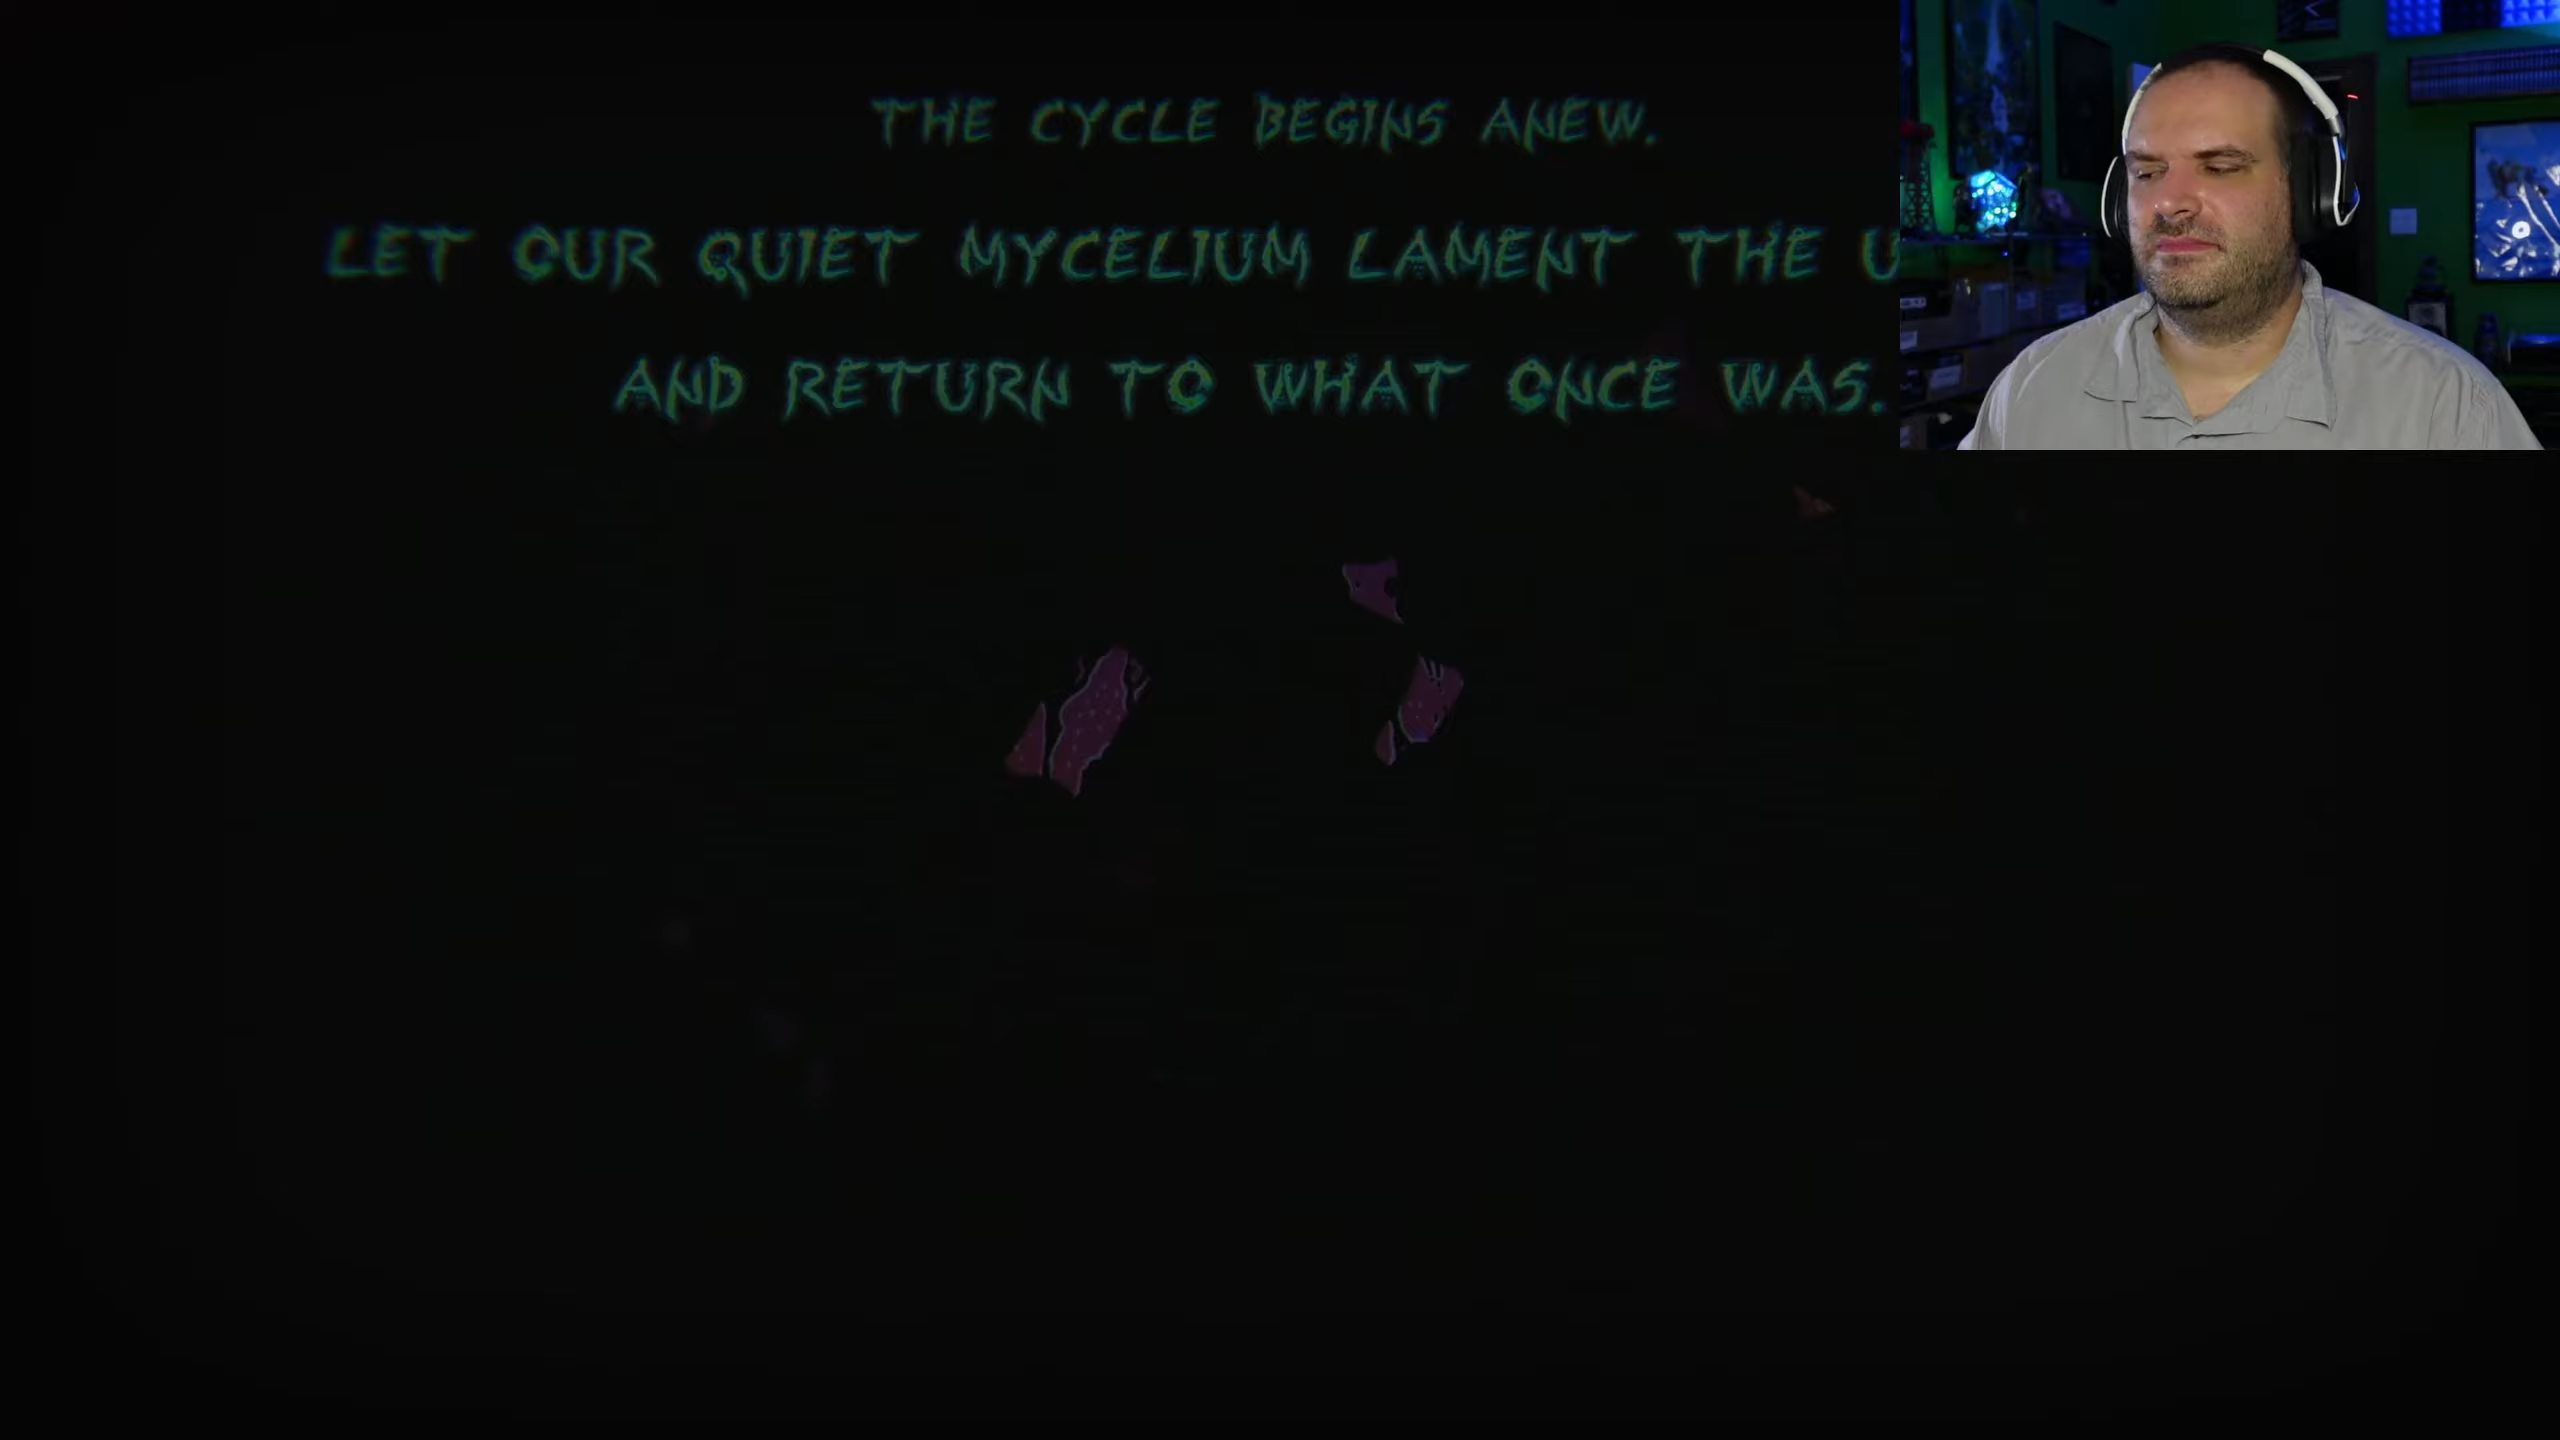 THE CYCLE BEGINS ANEW.
LET OUR QUIET MYCELIUM LAMENT THE
AND RETURN TO WHAT ONCE WAS.